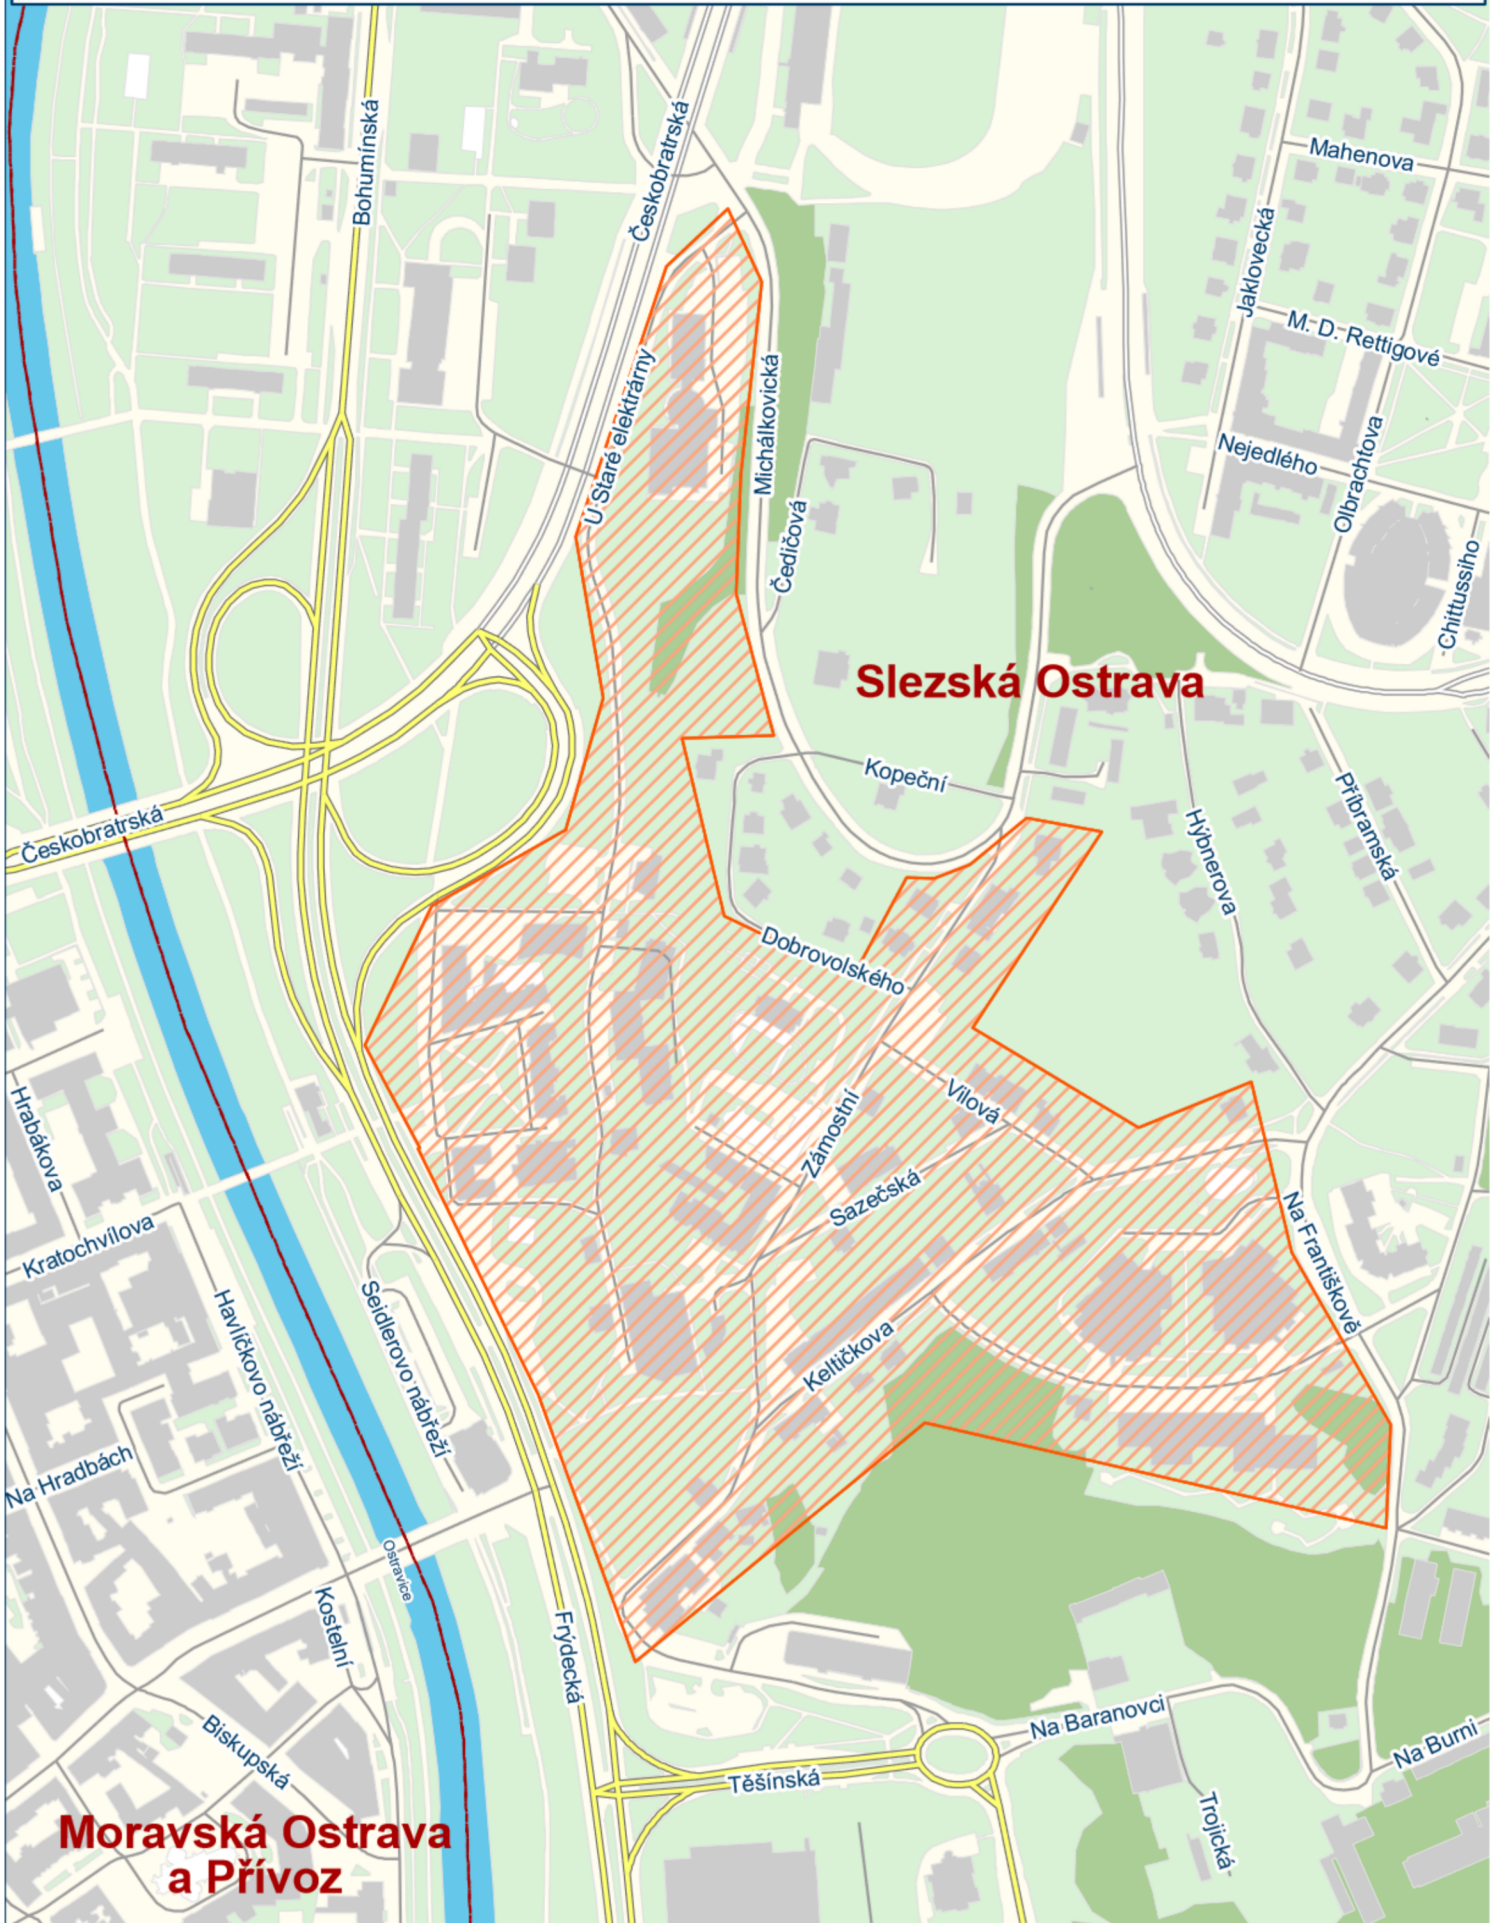 Bohumínská
Českobratrská
Mahenova
Jaklovecká
M. D. Rettigové
U Staré elektrárny
Michálkovická
Olbrachtova
Nejedlého
Čedičová
Chittussiho
Slezská Ostrava
Kopeční
Příbramská
Hýbnerova
Českobratrská
Dobrovolského
Hrabákova
Vilová
Zámostní
Sazečská
Kratochvílova
Na Františkově
Seidlerovo nábřeží
Havlíčkovo nábřeží
Keltičkova
Na Hradbách
Ostravice
Kostelní
Frýdecká
Na Baranovci
Biskupská
Na Burni
Těšínská
Trojická
Moravská Ostrava
a Přívoz